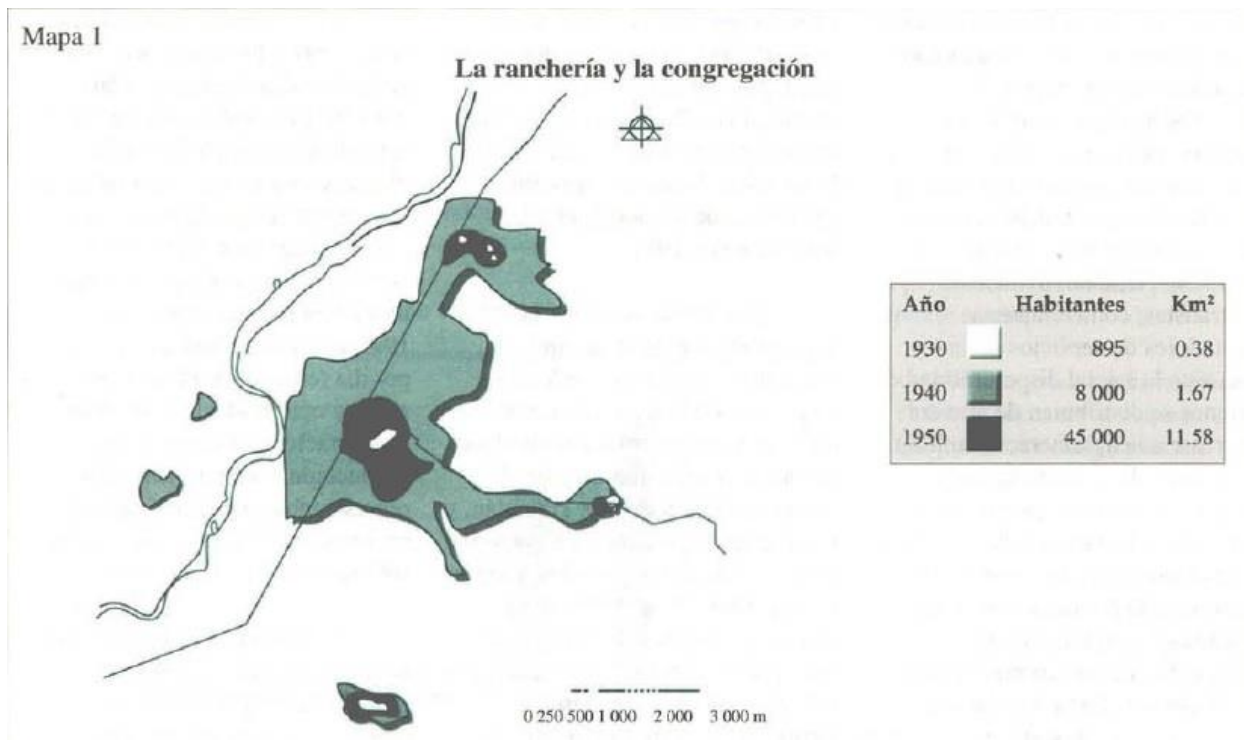 Mapa 1
La ranchería y la congregación
Año Habitantes Km²
1930 895 0.38
1940 8 000 1.67
1950 45 000 11.58
0 250 500 1 000 2 000 3 000 m